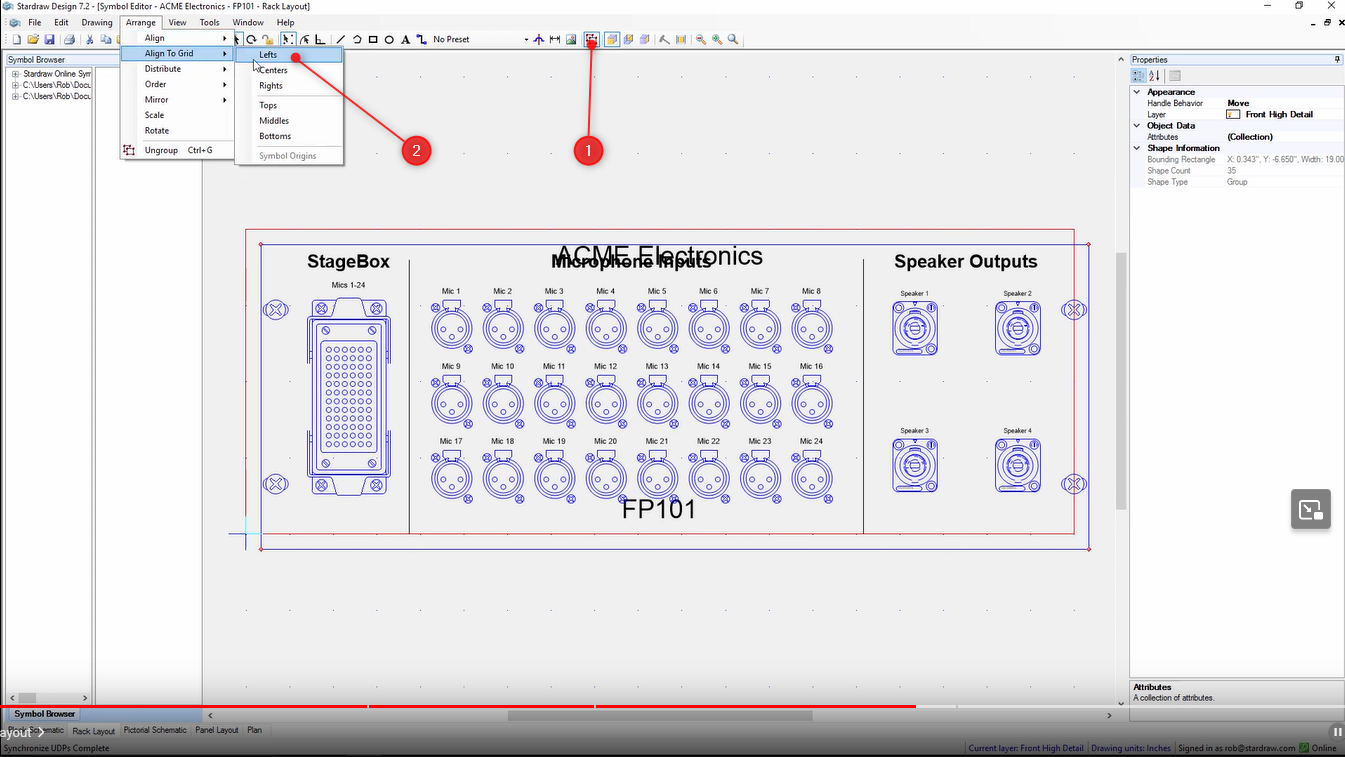 Stardraw Design 7.2 - [Symbol Editor - ACME Electronics - FP101 - Rack Layout]
File Edit Drawing Arrange View Tools Window Help
No Preset
Symbol Browser
Stardraw Online Sym
C:\Users\Rob\Docu
C:\Users\Rob\Docu
Align
Align To Grid
Distribute
Order
Mirror
Scale
Rotate
Ungroup Ctrl+G
Lefts
Centers
Rights
Tops
Middles
Bottoms
Symbol Origins
2
1
Properties
Appearance
Handle Behavior Move
Layer Front High Detail
Object Data
Attributes (Collection)
Shape Information
Bounding Rectangle X: 0.343", Y: -6.650", Width: 19.00
Shape Count 35
Shape Type Group
ACME Electronics
StageBox Microphone Inputs Speaker Outputs
Mics 1-24
Mic 1 Mic 2 Mic 3 Mic 4 Mic 5 Mic 6 Mic 7 Mic 8
Speaker 1 Speaker 2
Mic 9 Mic 10 Mic 11 Mic 12 Mic 13 Mic 14 Mic 15 Mic 16
Speaker 3 Speaker 4
Mic 17 Mic 18 Mic 19 Mic 20 Mic 21 Mic 22 Mic 23 Mic 24
FP101
Attributes
A collection of attributes.
Symbol Browser
ayout
Schematic Rack Layout Pictorial Schematic Panel Layout Plan
Synchronize UDPs Complete
Current layer: Front High Detail Drawing units: Inches Signed in as rob@stardraw.com Online